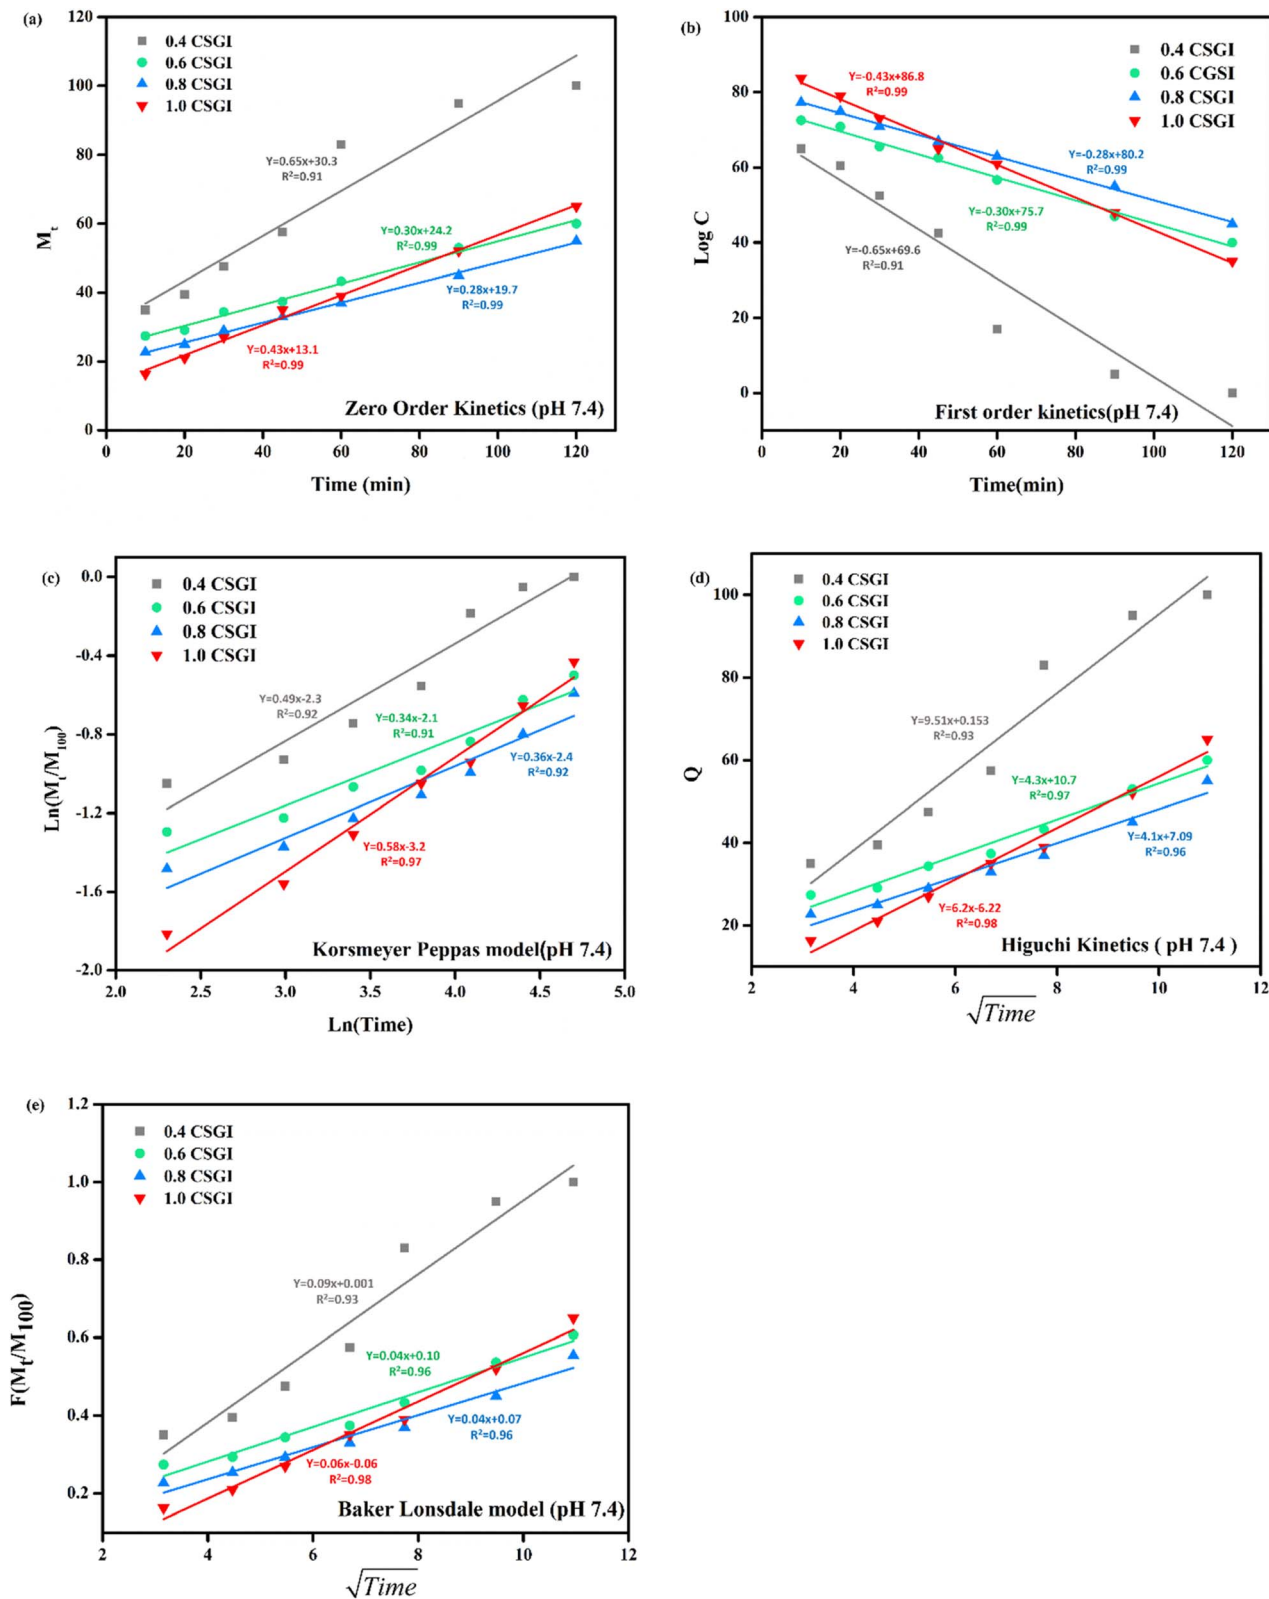 (a)
120
100
80
60
40
20
0
M_t
0.4 CSGI
0.6 CSGI
0.8 CSGI
1.0 CSGI
Y=0.65x+30.3
R²=0.91
Y=0.30x+24.2
R²=0.99
Y=0.28x+19.7
R²=0.99
Y=0.43x+13.1
R²=0.99
Zero Order Kinetics (pH 7.4)
0 20 40 60 80 100 120
Time (min)
(b)
100
80
60
40
20
0
Log C
0.4 CSGI
0.6 CGSI
0.8 CSGI
1.0 CSGI
Y=-0.43x+86.8
R²=0.99
Y=-0.28x+80.2
R²=0.99
Y=-0.30x+75.7
R²=0.99
Y=-0.65x+69.6
R²=0.91
First order kinetics(pH 7.4)
0 20 40 60 80 100 120
Time(min)
(c)
0.0
-0.4
-0.8
-1.2
-1.6
-2.0
Ln(M_t/M_100)
0.4 CSGI
0.6 CSGI
0.8 CSGI
1.0 CSGI
Y=0.49x-2.3
R²=0.92
Y=0.34x-2.1
R²=0.91
Y=0.36x-2.4
R²=0.92
Y=0.58x-3.2
R²=0.97
Korsmeyer Peppas model(pH 7.4)
2.0 2.5 3.0 3.5 4.0 4.5 5.0
Ln(Time)
(d)
100
80
60
40
20
Q
0.4 CSGI
0.6 CSGI
0.8 CSGI
1.0 CSGI
Y=9.51x+0.153
R²=0.93
Y=4.3x+10.7
R²=0.97
Y=4.1x+7.09
R²=0.96
Y=6.2x-6.22
R²=0.98
Higuchi Kinetics ( pH 7.4 )
2 4 6 8 10 12
√Time
(e)
1.2
1.0
0.8
0.6
0.4
0.2
F(M_t/M_100)
0.4 CSGI
0.6 CSGI
0.8 CSGI
1.0 CSGI
Y=0.09x+0.001
R²=0.93
Y=0.04x+0.10
R²=0.96
Y=0.04x+0.07
R²=0.96
Y=0.06x-0.06
R²=0.98
Baker Lonsdale model (pH 7.4)
2 4 6 8 10 12
√Time